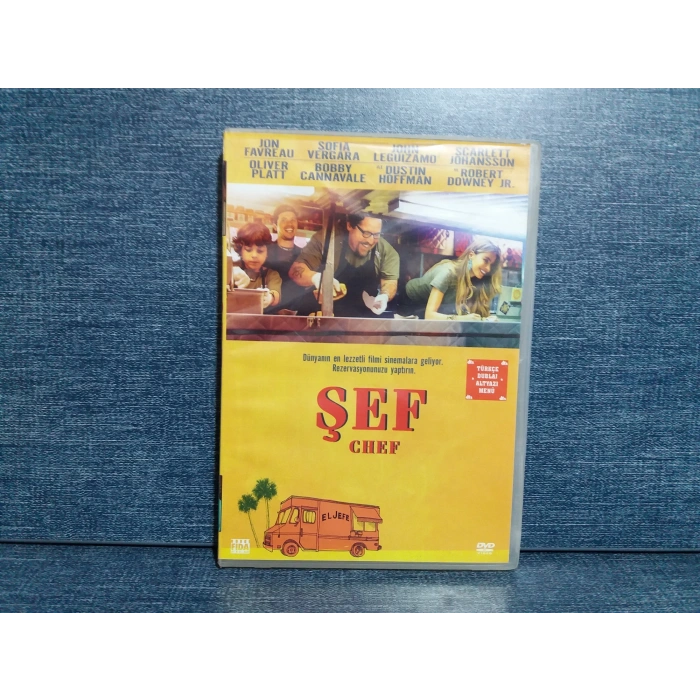 JON FAVREAU
SOFIA VERGARA
JOHN LEGUIZAMO
SCARLETT JOHANSSON
OLIVER PLATT
BOBBY CANNAVALE
DUSTIN HOFFMAN
ROBERT DOWNEY JR.
Dünyanın en lezzetli filmi sinemalara geliyor.
Rezervasyonunuzu yaptırın.
TÜRKÇE
DUBLAJ
ALTYAZI
MENÜ
ŞEF
CHEF
EL JEFE
FIDA
DVD